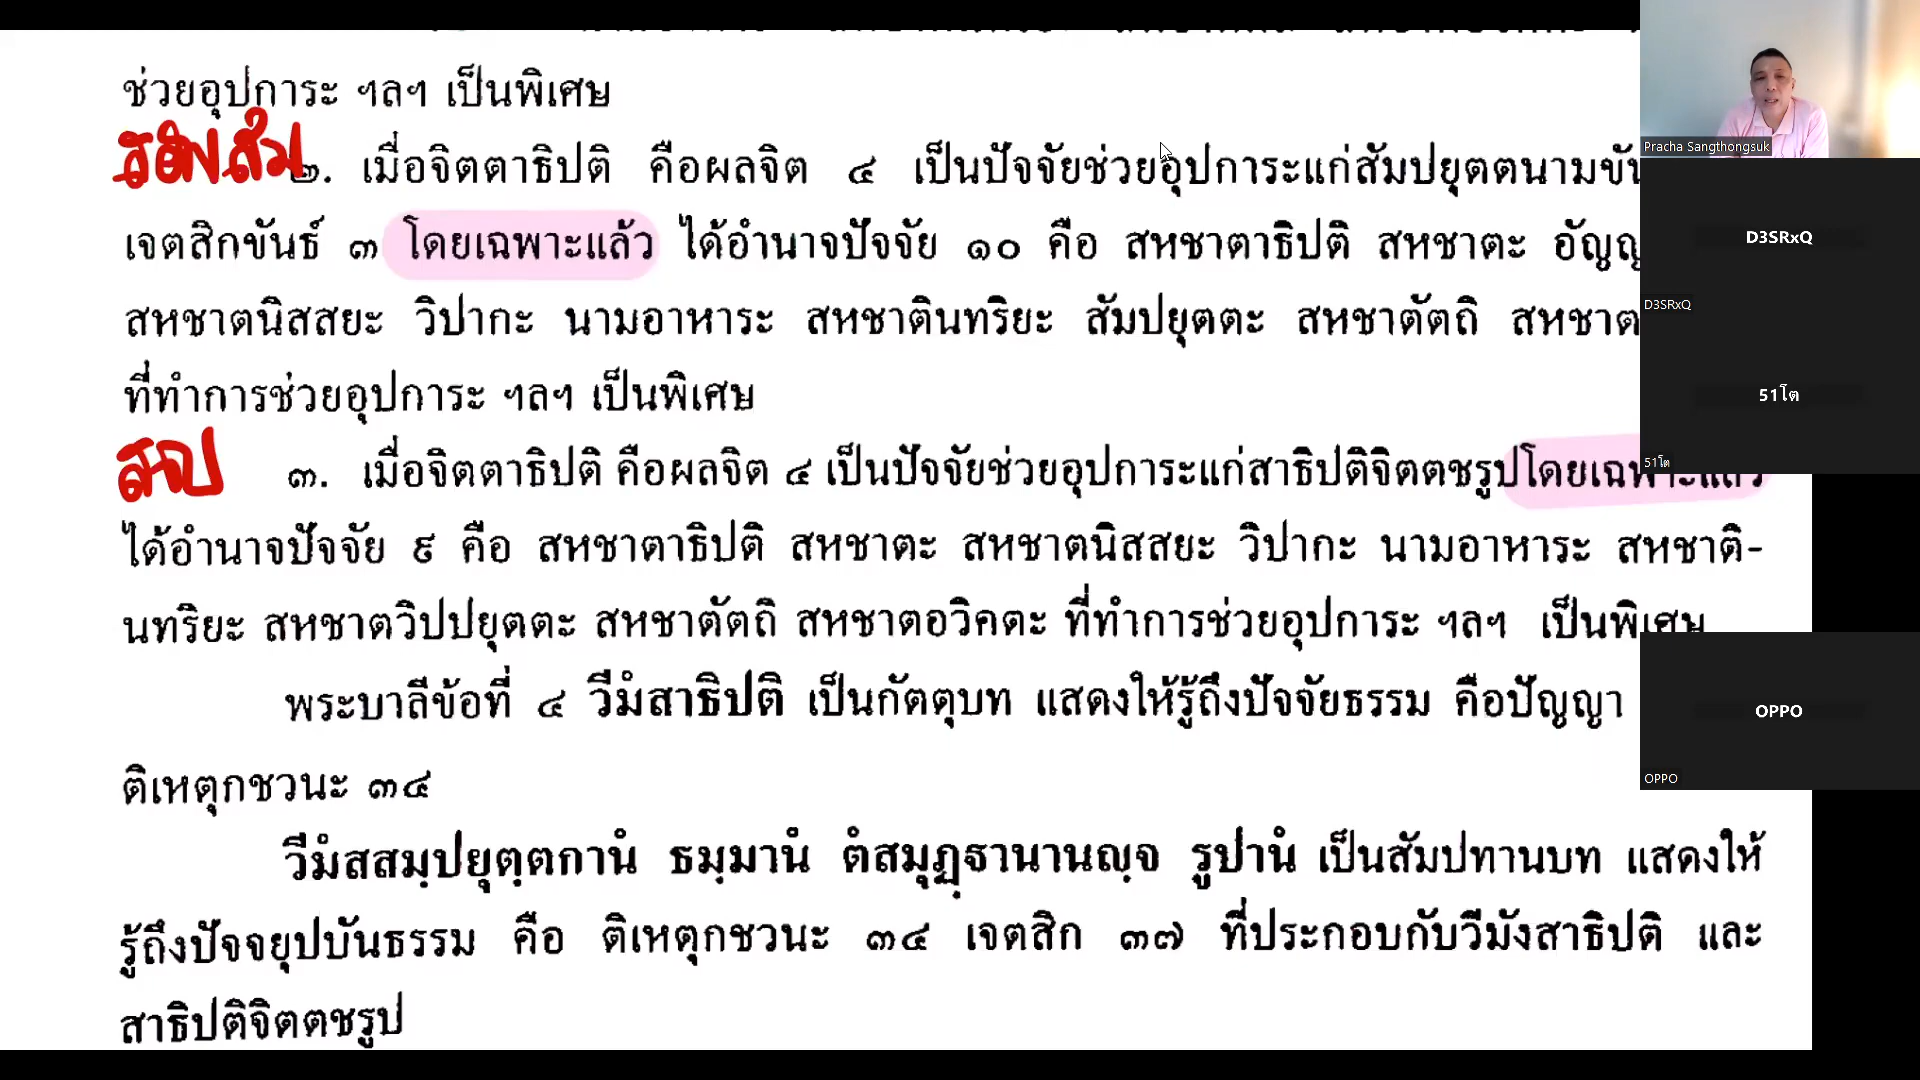 ช่วยอุปการะ ฯลฯ เป็นพิเศษ
๒. เมื่อจิตตาธิปติ คือผลจิต ๔ เป็นปัจจัยช่วยอุปการะแก่สัมปยุตตนามขัน
เจตสิกขันธ์ ๓ โดยเฉพาะแล้ว ได้อำนาจปัจจัย ๑๐ คือ สหชาตาธิปติ สหชาตะ อัญญ
สหชาตนิสสยะ วิปากะ นามอาหาระ สหชาตินทริยะ สัมปยุตตะ สหชาตัตถิ สหชาต
ที่ทำการช่วยอุปการะ ฯลฯ เป็นพิเศษ
๓. เมื่อจิตตาธิปติ คือผลจิต ๔ เป็นปัจจัยช่วยอุปการะแก่สาธิปติจิตตชรูปโดยเฉพาะแล้ว
ได้อำนาจปัจจัย ๙ คือ สหชาตาธิปติ สหชาตะ สหชาตนิสสยะ วิปากะ นามอาหาระ สหชาติ-
นทริยะ สหชาตวิปปยุตตะ สหชาตัตถิ สหชาตอวิคตะ ที่ทำการช่วยอุปการะ ฯลฯ เป็นพิเศษ
พระบาลีข้อที่ ๔ วีมํสาธิปติ เป็นกัตตุบท แสดงให้รู้ถึงปัจจัยธรรม คือปัญญา
ติเหตุกชวนะ ๓๔
วีมํสสมฺปยุตฺตกานํ ธมฺมานํ ตํสมุฏฺฐานานญฺจ รูปานํ เป็นสัมปทานบท แสดงให้
รู้ถึงปัจจยุปบันธรรม คือ ติเหตุกชวนะ ๓๔ เจตสิก ๓๗ ที่ประกอบกับวีมังสาธิปติ และ
สาธิปติจิตตชรูป
Pracha Sangthongsuk
D3SRxQ
D3SRxQ
51โต
51โต
OPPO
OPPO